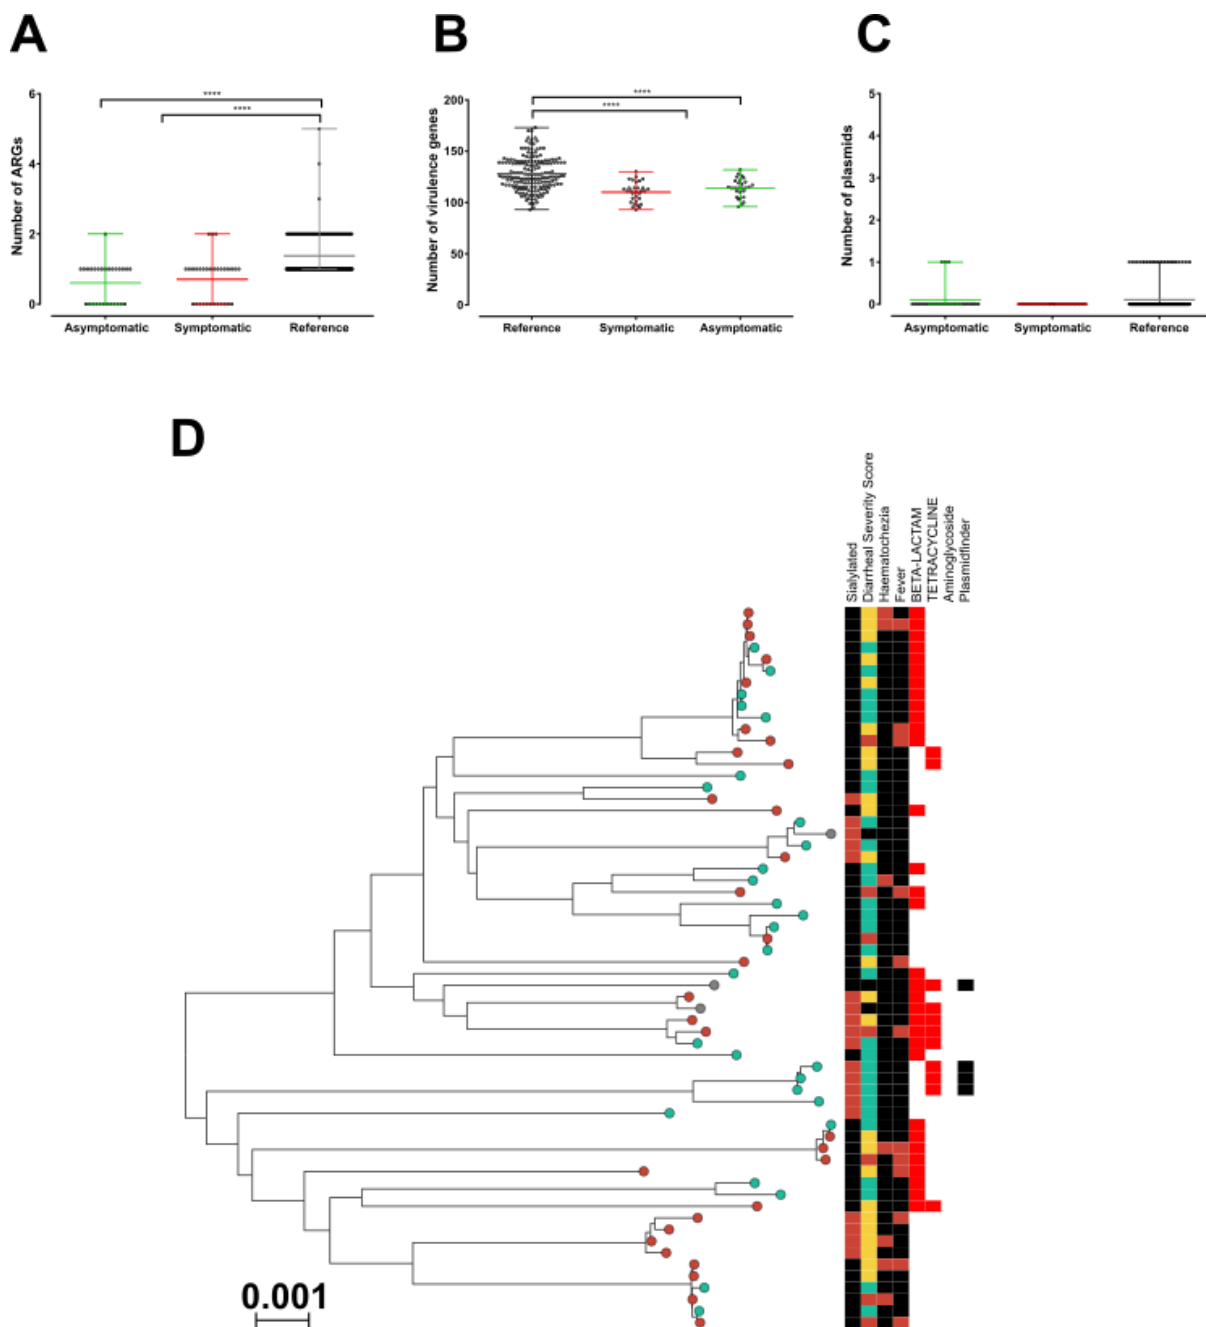 A
Number of ARGs
6
4
2
0
****
****
Asymptomatic
Symptomatic
Reference
B
Number of virulence genes
200
150
100
50
0
****
****
Reference
Symptomatic
Asymptomatic
C
Number of plasmids
5
4
3
2
1
0
Asymptomatic
Symptomatic
Reference
D
Sialylated
Diarrheal Severity Score
Haematochezia
Fever
BETA-LACTAM
TETRACYCLINE
Aminoglycoside
Plasmidfinder
0.001